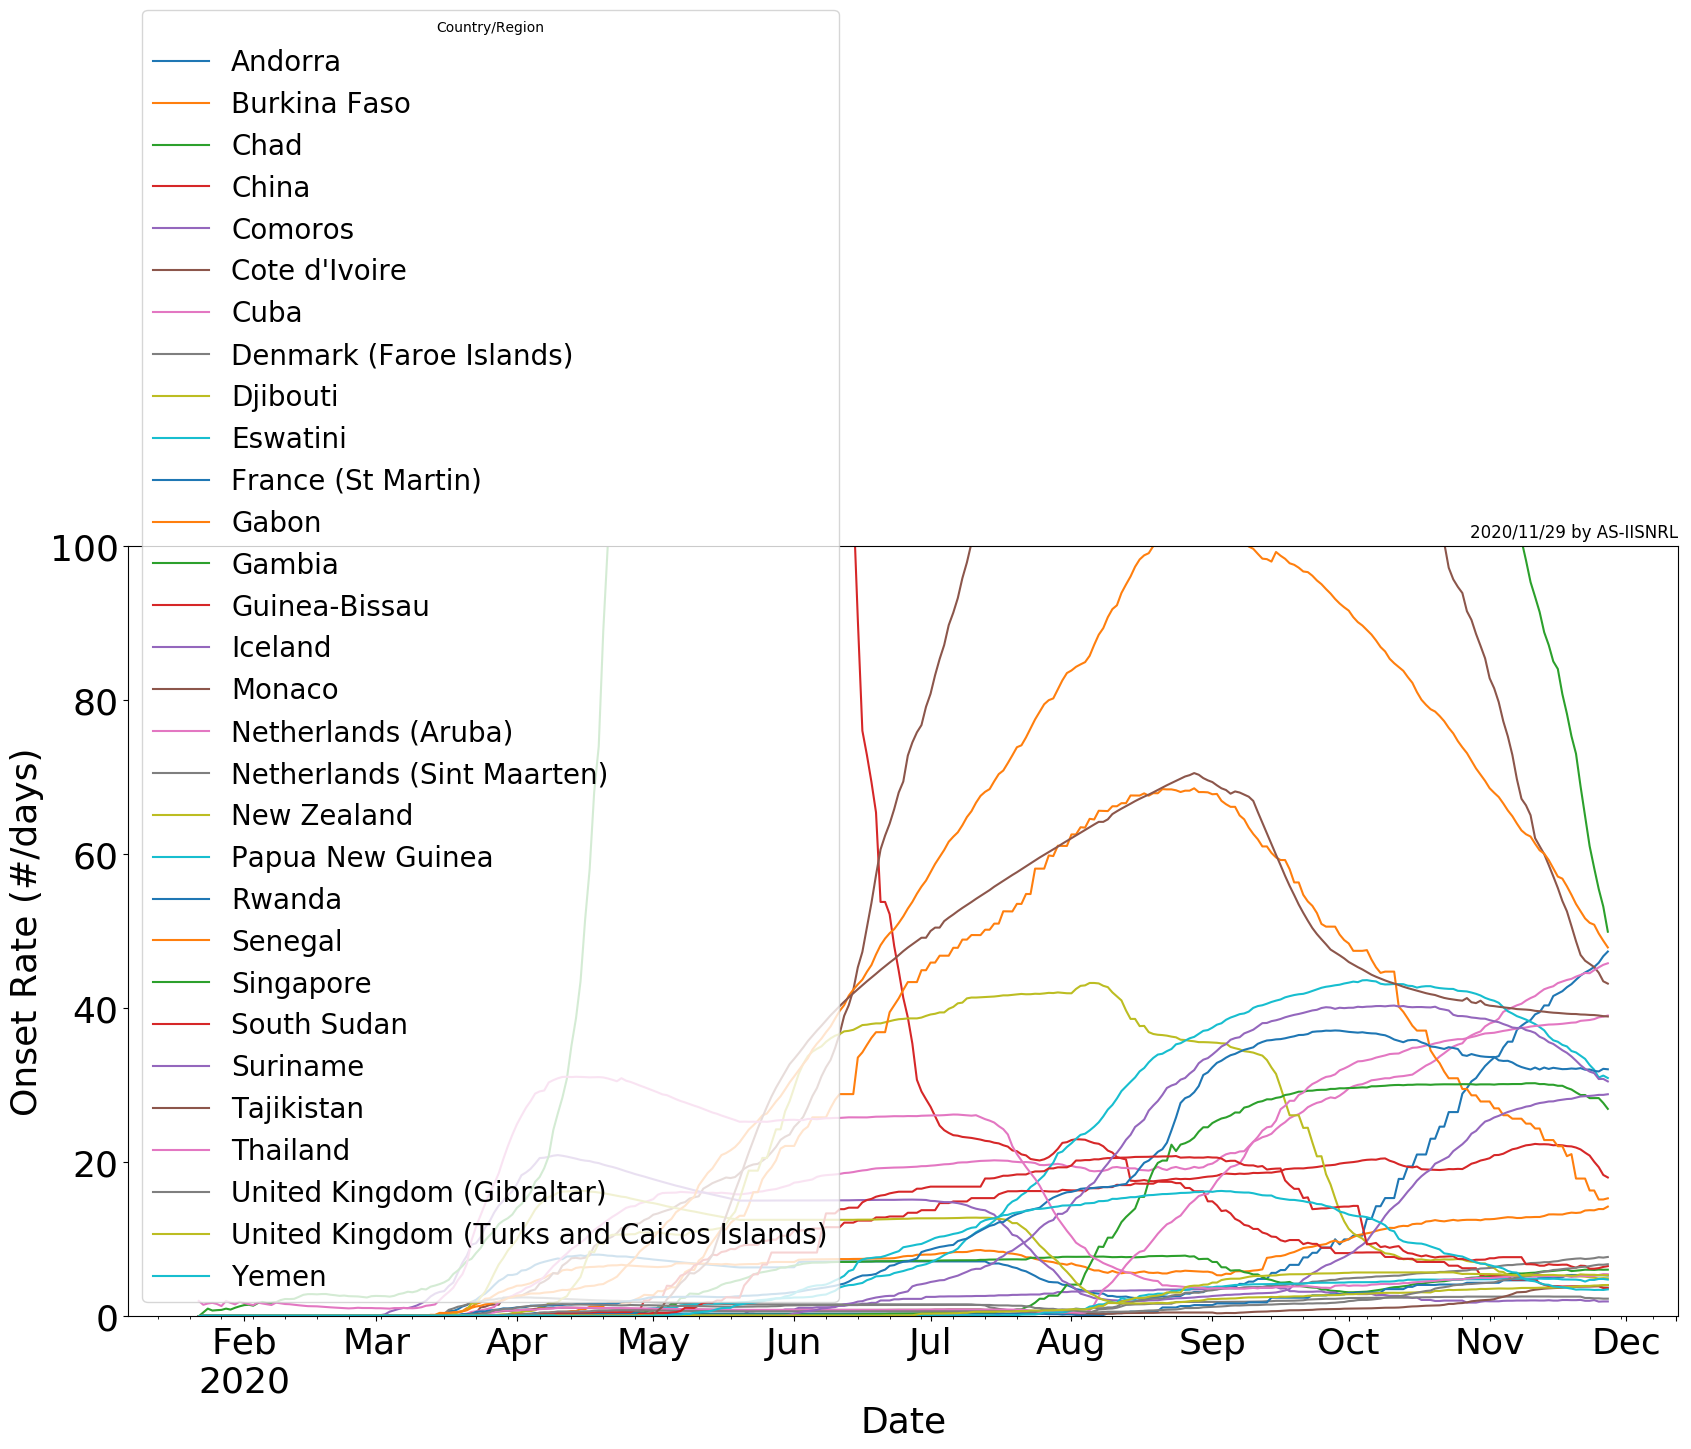 Country/Region
Andorra
Burkina Faso
Chad
China
Comoros
Cote d'Ivoire
Cuba
Denmark (Faroe Islands)
Djibouti
Eswatini
France (St Martin)
Gabon
Gambia
Guinea-Bissau
Iceland
Monaco
Netherlands (Aruba)
Netherlands (Sint Maarten)
New Zealand
Papua New Guinea
Rwanda
Senegal
Singapore
South Sudan
Suriname
Tajikistan
Thailand
United Kingdom (Gibraltar)
United Kingdom (Turks and Caicos Islands)
Yemen
2020/11/29 by AS-IISNRL
Onset Rate (#/days)
100
80
60
40
20
0
Feb Mar Apr May Jun Jul Aug Sep Oct Nov Dec
2020
Date